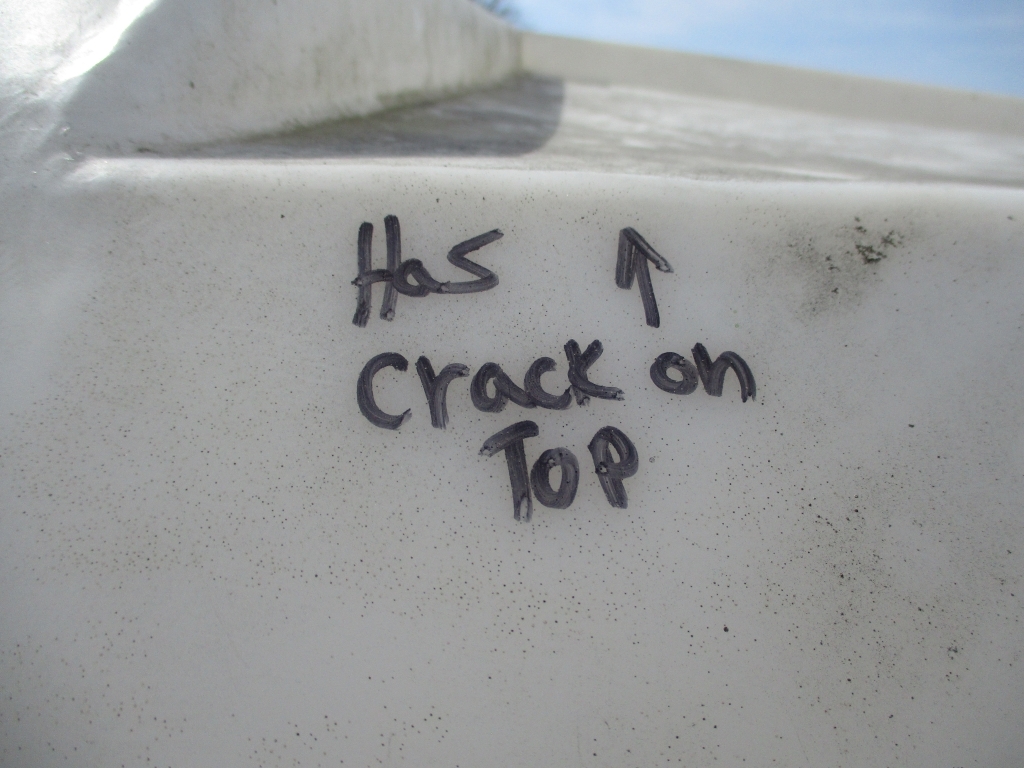 Has ↑
Crack on
TOP